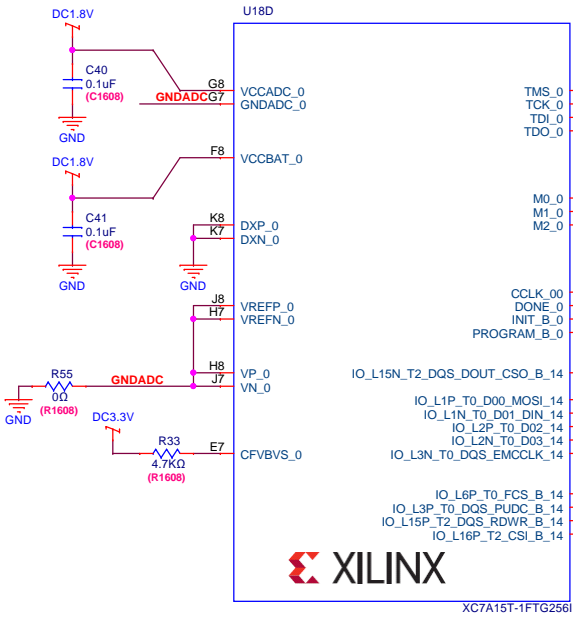 DC1.8V
U18D
C40
0.1uF
(C1608)
GND
G8
VCCADC_0
GNDADC
G7
GNDADC_0
TMS_0
TCK_0
TDI_0
TDO_0
DC1.8V
F8
VCCBAT_0
C41
0.1uF
(C1608)
GND
M0_0
M1_0
M2_0
K8
DXP_0
K7
DXN_0
GND
J8
VREFP_0
H7
VREFN_0
CCLK_00
DONE_0
INIT_B_0
PROGRAM_B_0
H8
VP_0
J7
VN_0
R55
0Ω
(R1608)
GNDADC
GND
IO_L15N_T2_DQS_DOUT_CSO_B_14
IO_L1P_T0_D00_MOSI_14
IO_L1N_T0_D01_DIN_14
IO_L2P_T0_D02_14
IO_L2N_T0_D03_14
IO_L3N_T0_DQS_EMCCLK_14
DC3.3V
R33
4.7KΩ
(R1608)
E7
CFVBVS_0
IO_L6P_T0_FCS_B_14
IO_L3P_T0_DQS_PUDC_B_14
IO_L15P_T2_DQS_RDWR_B_14
IO_L16P_T2_CSI_B_14
XILINX
XC7A15T-1FTG256I